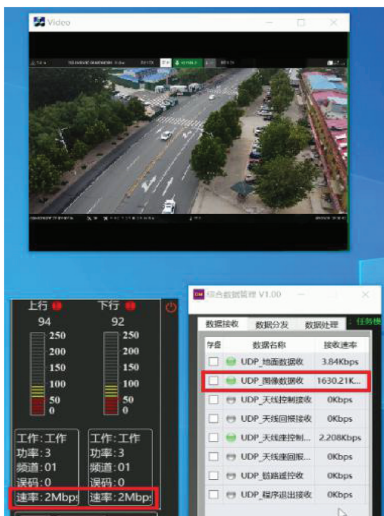 Video
上行
下行
94
92
250
200
150
100
50
0
250
200
150
100
50
0
工作:工作
功率:3
频道:01
误码:0
速率:2Mbps
工作:工作
功率:3
频道:01
误码:0
速率:2Mbps
综合数据管理 V1.00
数据接收 数据分发 数据处理
数据名称 接收速率
UDP_地面数据收 3.84Kbps
UDP_图像数据收 1630.21K...
UDP_天线控制接收 0Kbps
UDP_天线回报接收 0Kbps
UDP_天线座控制... 2.208Kbps
UDP_天线座回报... 0Kbps
UDP_链路遥控收 0Kbps
UDP_程序退出接收 0Kbps